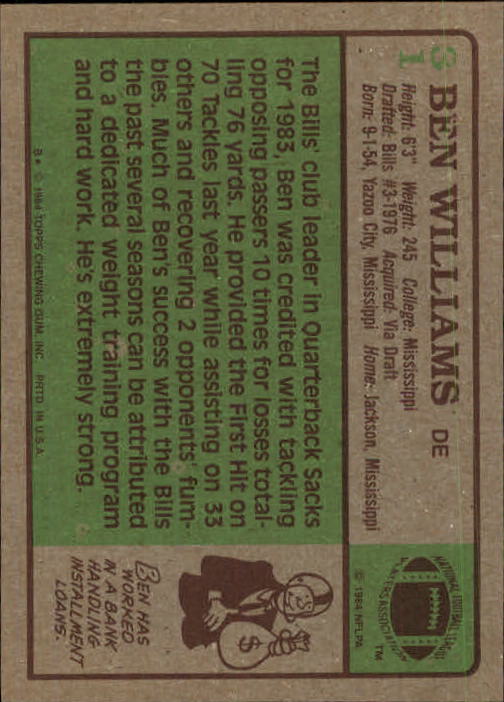 31
BEN WILLIAMS DE
Height: 6'3" Weight: 245 College: Mississippi
Drafted: Bills #3-1976 Acquired: Via Draft
Born: 9-1-54, Yazoo City, Mississippi Home: Jackson, Mississippi
NATIONAL FOOTBALL LEAGUE
PLAYERS ASSOCIATION
TM
© 1984 NFLPA
The Bills' club leader in Quarterback Sacks
for 1983, Ben was credited with tackling
opposing passers 10 times for losses total-
ling 76 yards. He provided the First Hit on
70 Tackles last year while assisting on 33
others and recovering 2 opponents' fum-
bles. Much of Ben's success with the Bills
the past several seasons can be attributed
to a dedicated weight training program
and hard work. He's extremely strong.
$
BEN HAS
WORKED
IN A BANK
HANDLING
INSTALLMENT
LOANS.
B* © 1984 TOPPS CHEWING GUM, INC. PRTD. IN U.S.A.